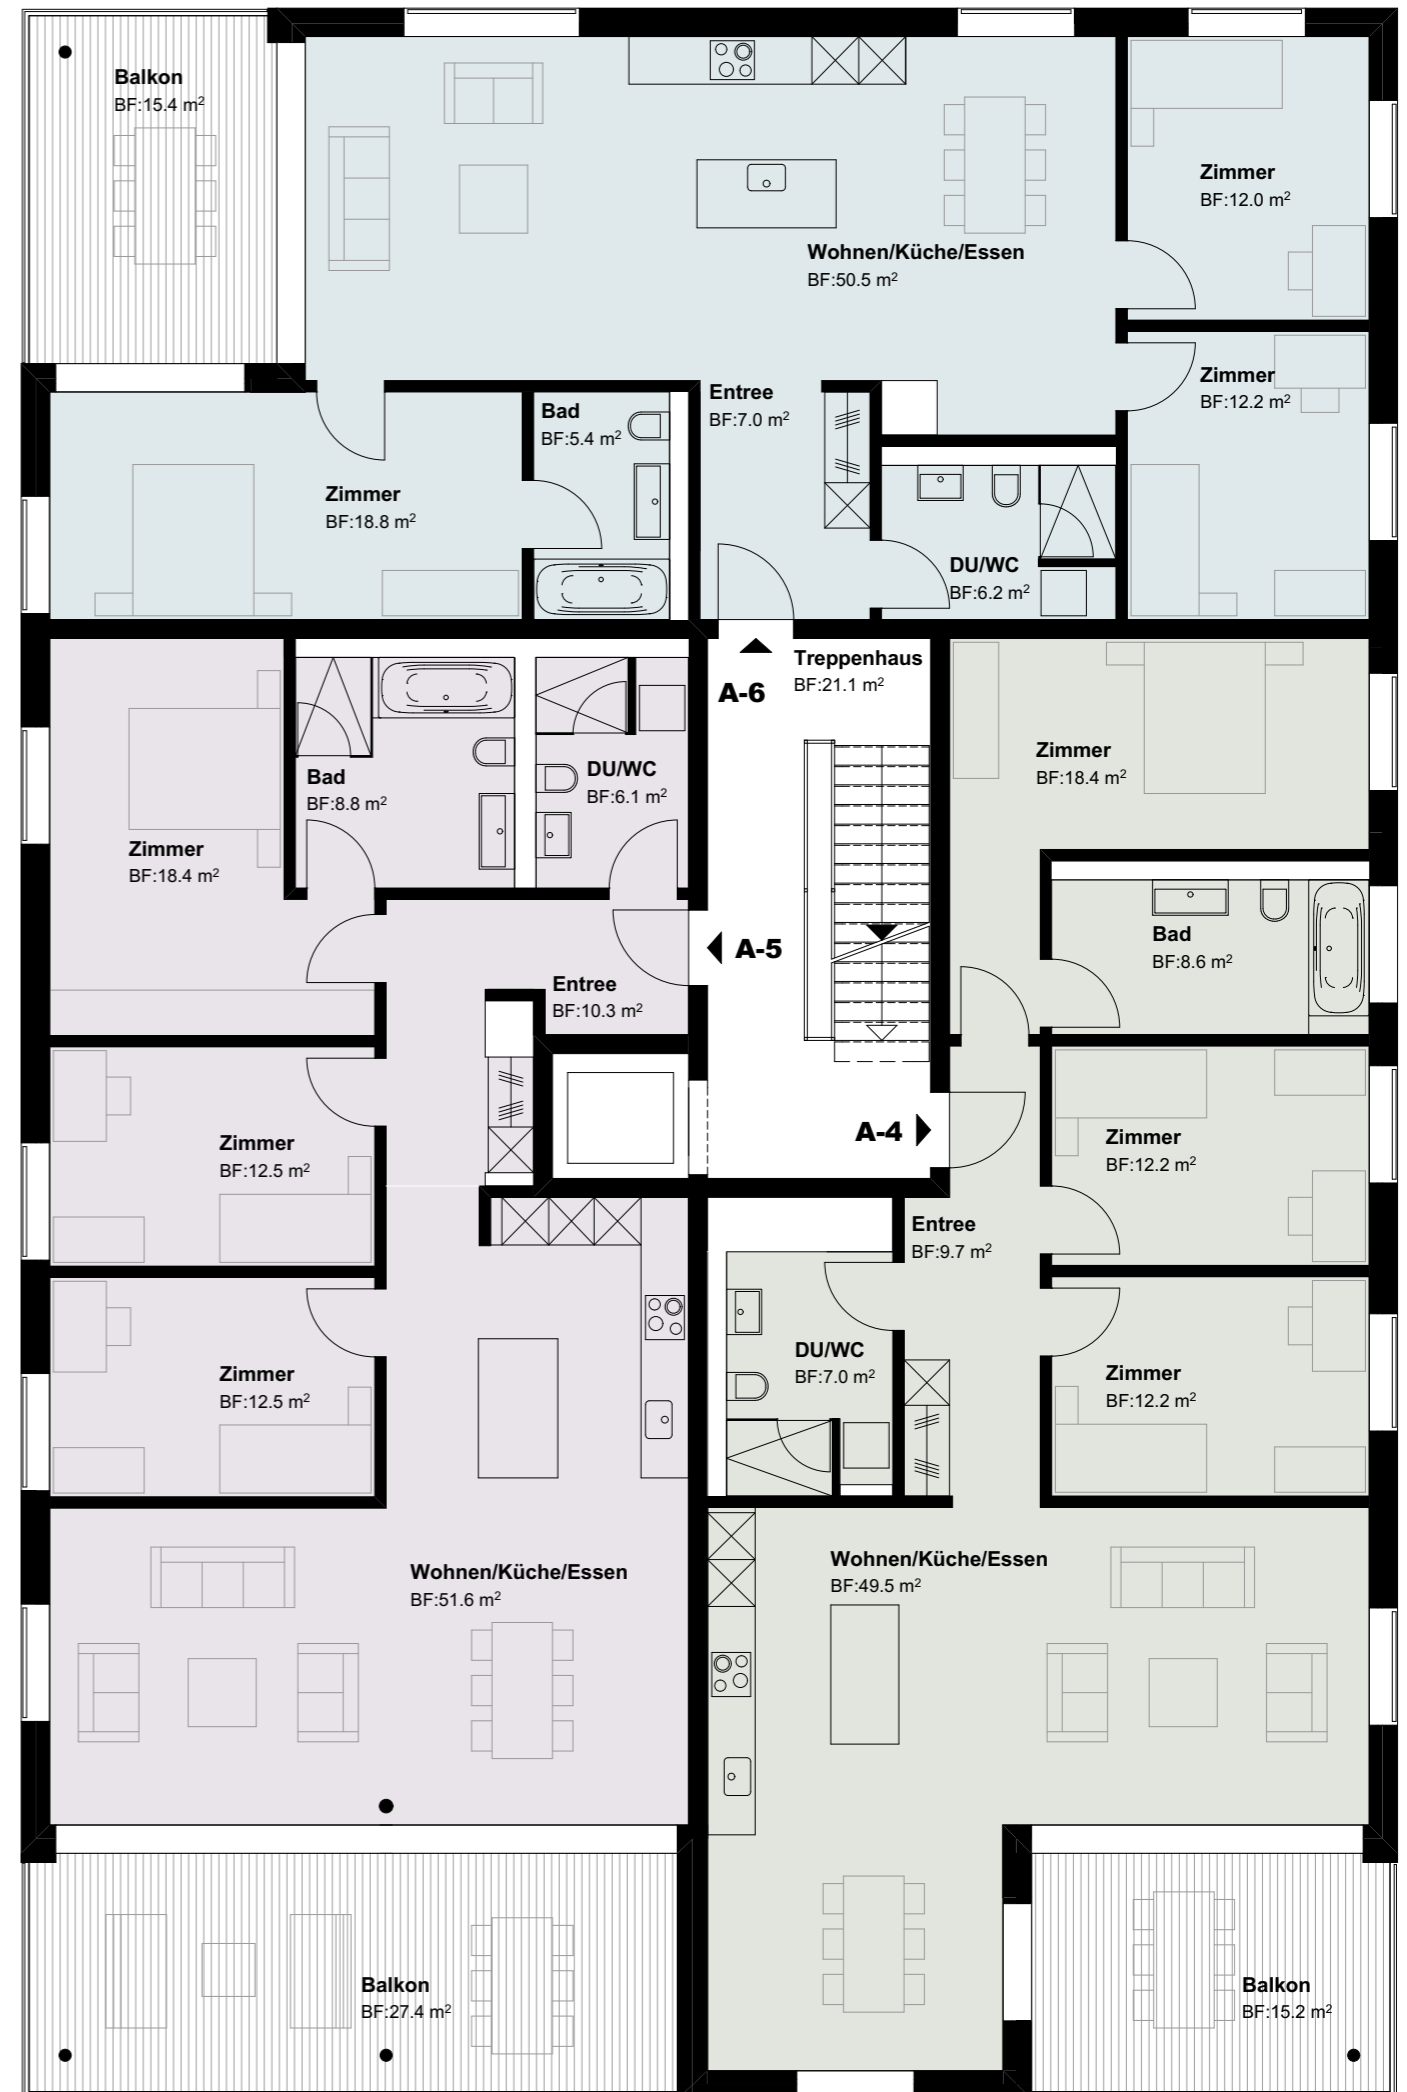 Balkon
BF:15.4 m²
Zimmer
BF:12.0 m²
Wohnen/Küche/Essen
BF:50.5 m²
Zimmer
BF:12.2 m²
Entree
BF:7.0 m²
Bad
BF:5.4 m²
Zimmer
BF:18.8 m²
DU/WC
BF:6.2 m²
Treppenhaus
BF:21.1 m²
A-6
Zimmer
BF:18.4 m²
DU/WC
BF:6.1 m²
Bad
BF:8.8 m²
Zimmer
BF:18.4 m²
A-5
Bad
BF:8.6 m²
Entree
BF:10.3 m²
A-4
Zimmer
BF:12.5 m²
Zimmer
BF:12.2 m²
Entree
BF:9.7 m²
DU/WC
BF:7.0 m²
Zimmer
BF:12.5 m²
Zimmer
BF:12.2 m²
Wohnen/Küche/Essen
BF:51.6 m²
Wohnen/Küche/Essen
BF:49.5 m²
Balkon
BF:27.4 m²
Balkon
BF:15.2 m²